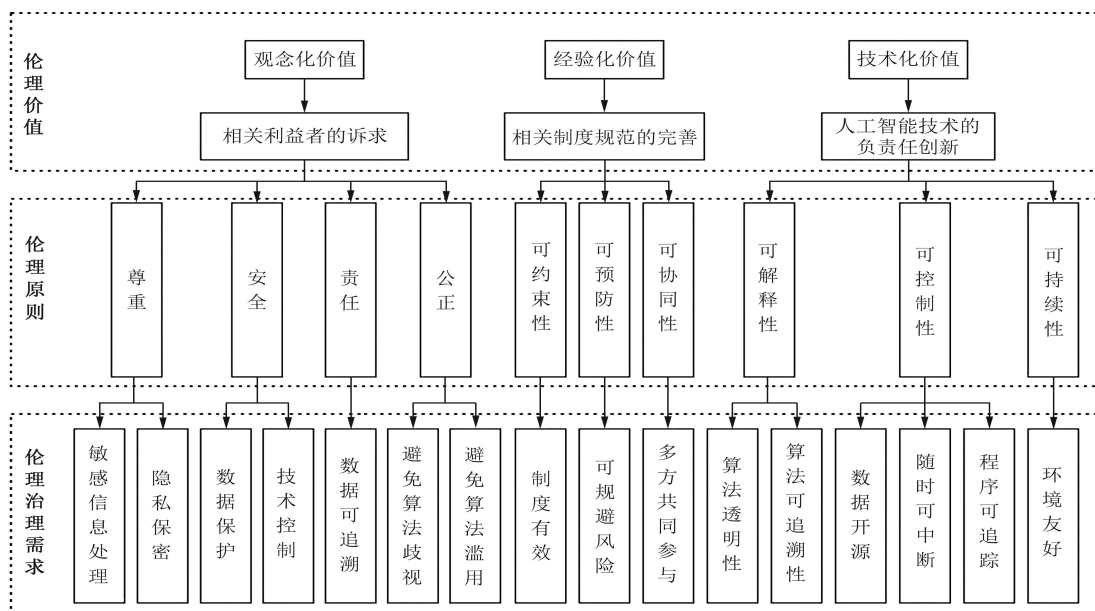 伦理价值
观念化价值
经验化价值
技术化价值
相关利益者的诉求
相关制度规范的完善
人工智能技术的
负责任创新
伦理原则
尊重
安全
责任
公正
可约束性
可预防性
可协同性
可解释性
可控制性
可持续性
伦理治理需求
敏感信息处理
隐私保密
数据保护
技术控制
数据可追溯
避免算法歧视
避免算法滥用
制度有效
可规避风险
多方共同参与
算法透明性
算法可追溯性
数据开源
随时可中断
程序可追踪
环境友好